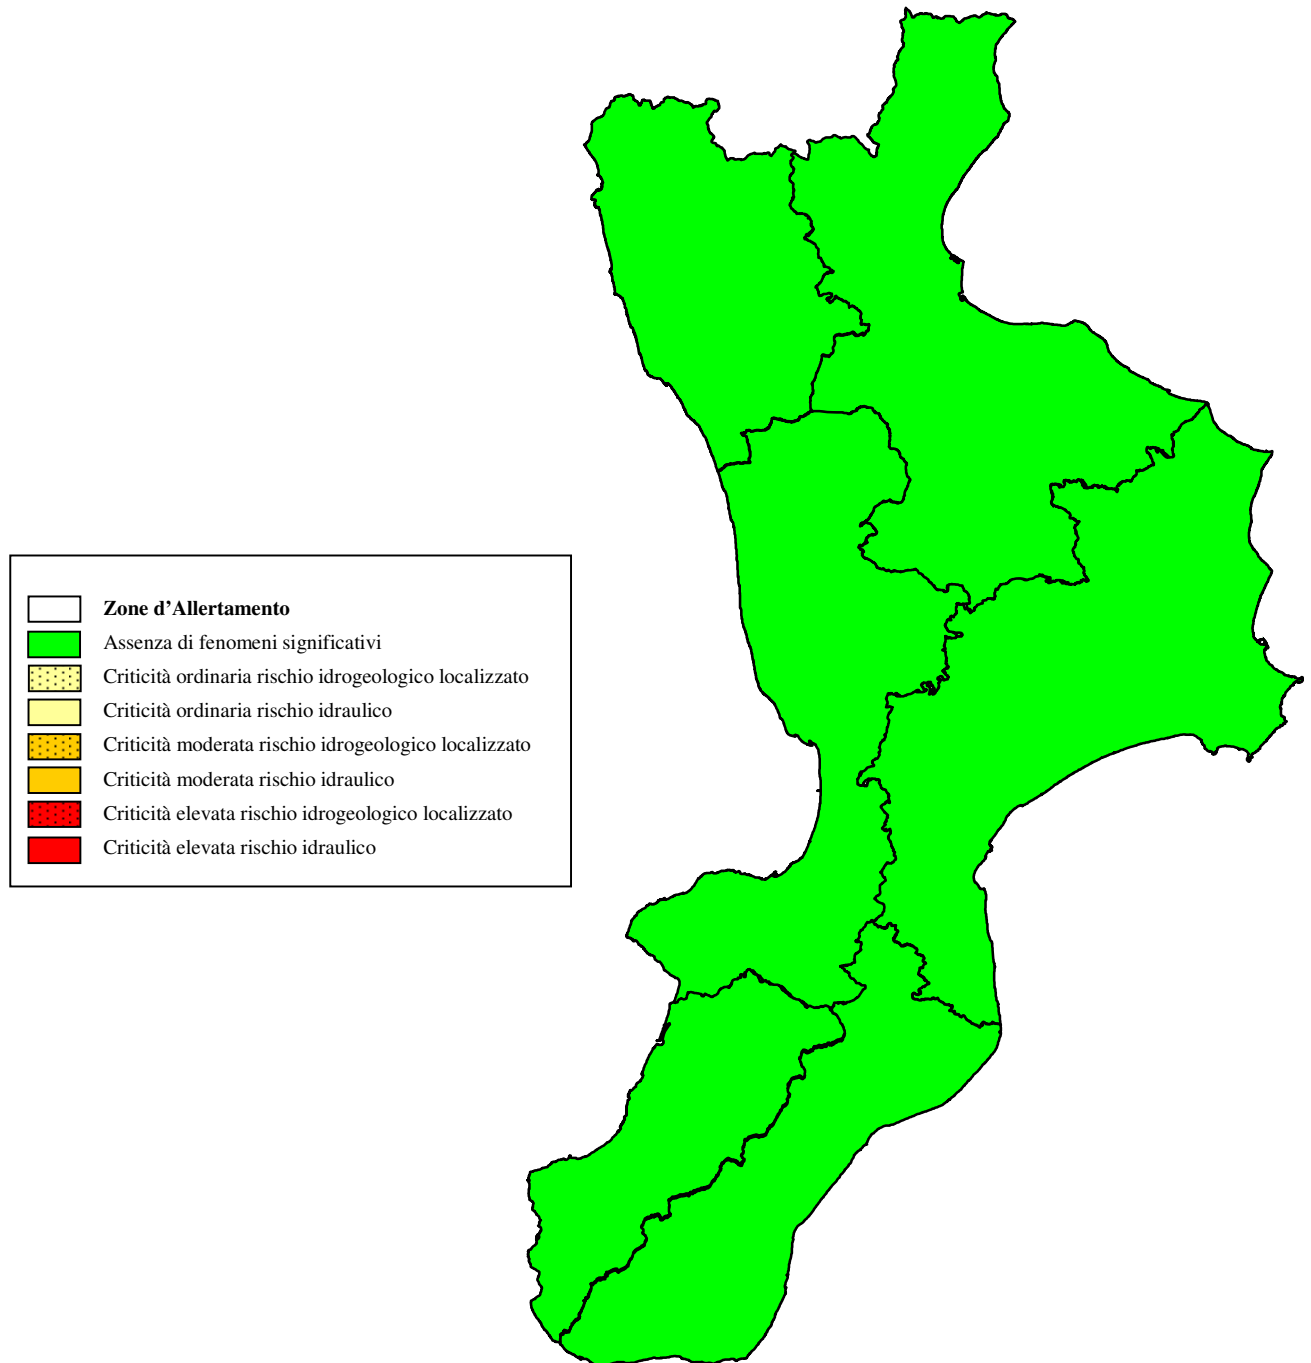 Zone d'Allertamento
Assenza di fenomeni significativi
Criticità ordinaria rischio idrogeologico localizzato
Criticità ordinaria rischio idraulico
Criticità moderata rischio idrogeologico localizzato
Criticità moderata rischio idraulico
Criticità elevata rischio idrogeologico localizzato
Criticità elevata rischio idraulico